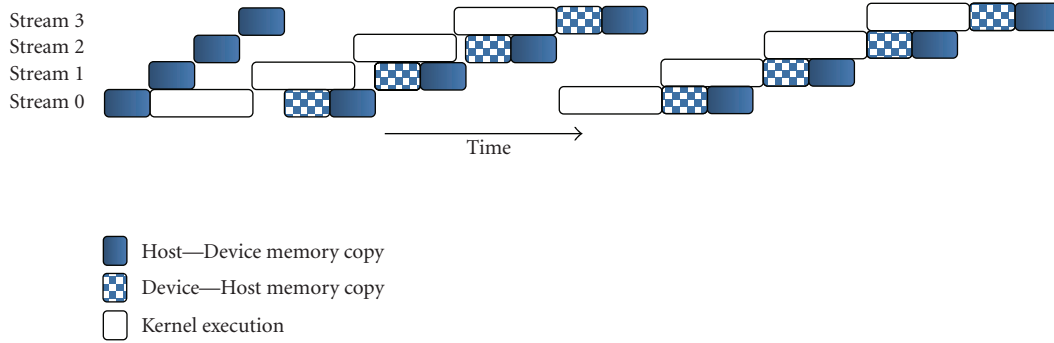 Stream 3
Stream 2
Stream 1
Stream 0
Time
Host—Device memory copy
Device—Host memory copy
Kernel execution